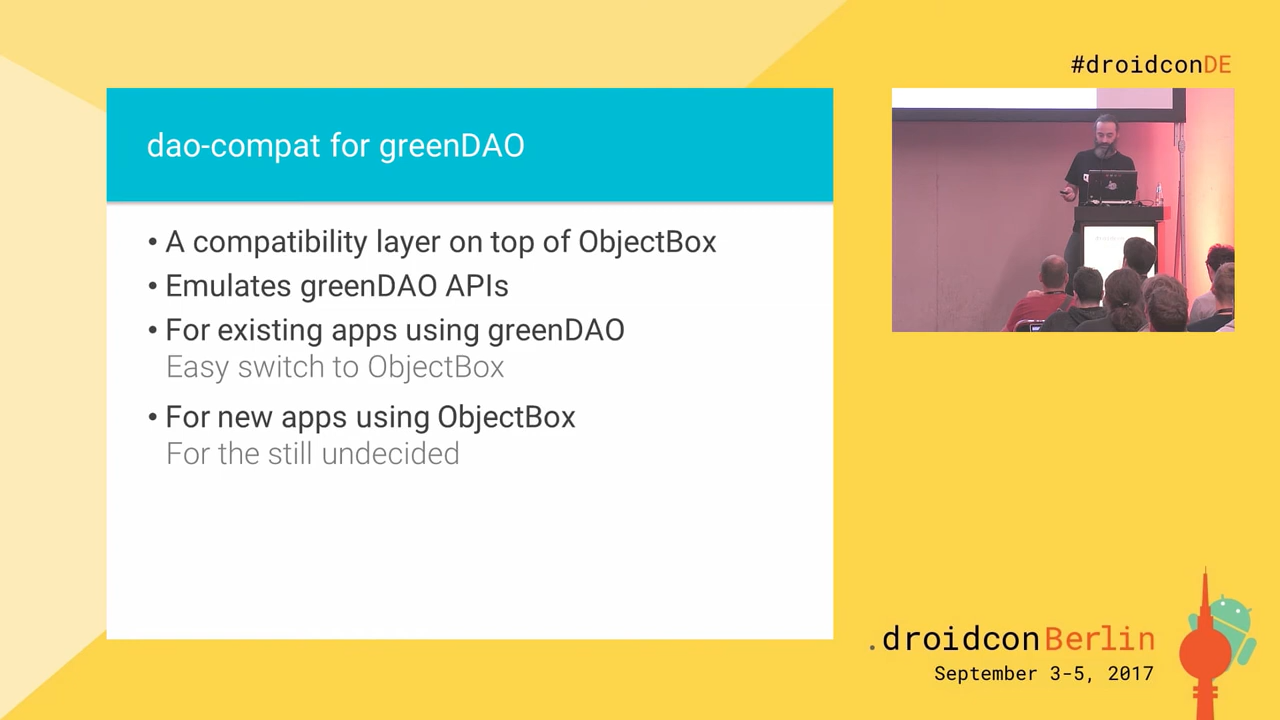 #droidconDE
dao-compat for greenDAO
• A compatibility layer on top of ObjectBox
• Emulates greenDAO APIs
• For existing apps using greenDAO
Easy switch to ObjectBox
• For new apps using ObjectBox
For the still undecided
.droidconBerlin
September 3-5, 2017